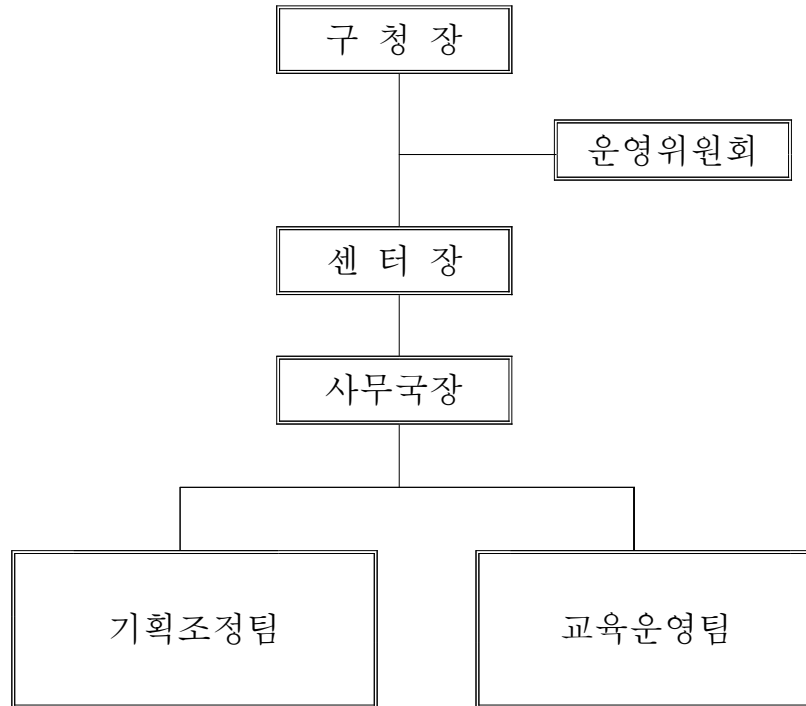 구 청 장
운영위원회
센 터 장
사무국장
기획조정팀
교육운영팀